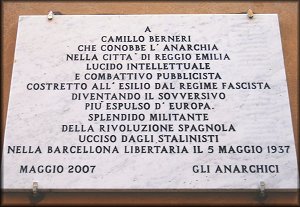 A
CAMILLO BERNERI
CHE CONOBBE L'ANARCHIA
NELLA CITTA' DI REGGIO EMILIA
LUCIDO INTELLETTUALE
E COMBATTIVO PUBBLICISTA
COSTRETTO ALL'ESILIO DAL REGIME FASCISTA
DIVENTANDO IL SOVVERSIVO
PIU' ESPULSO D'EUROPA.
SPLENDIDO MILITANTE
DELLA RIVOLUZIONE SPAGNOLA
UCCISO DAGLI STALINISTI
NELLA BARCELLONA LIBERTARIA IL 5 MAGGIO 1937
MAGGIO 2007 GLI ANARCHICI